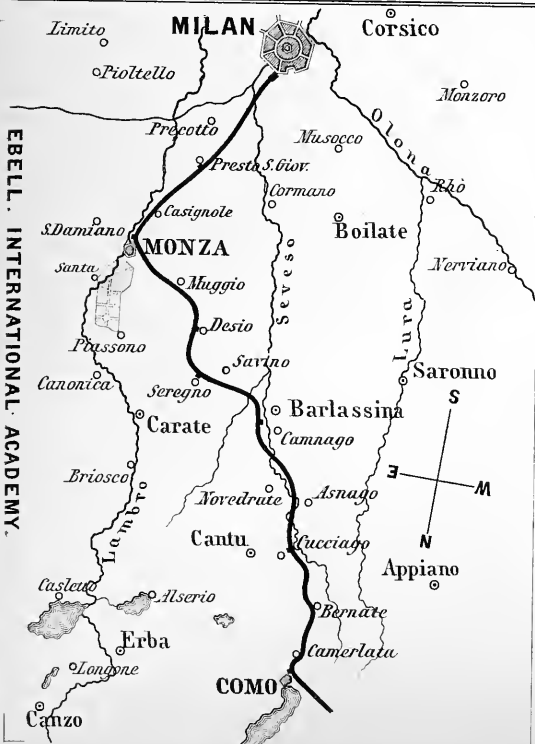 MILAN
Corsico
Limito
Pioltello
Monzoro
Precotto
Musocco
Olona
Presto S. Giov.
Rhò
Cormano
Casignole
S. Damiano
Boilate
MONZA
Santa
Nerviano
Muggio
Seveso
Lura
Desio
Piassono
Savino
Canonica
Seregno
Saronno
S
Barlassina
Carate
Camnago
E
W
Briosco
Novedrate
Asnago
N
Lambro
Cantu
Cucciago
Appiano
Casletto
Alserio
Bernate
Erba
Camerlata
Longone
COMO
Canzo
EBELL. INTERNATIONAL ACADEMY.